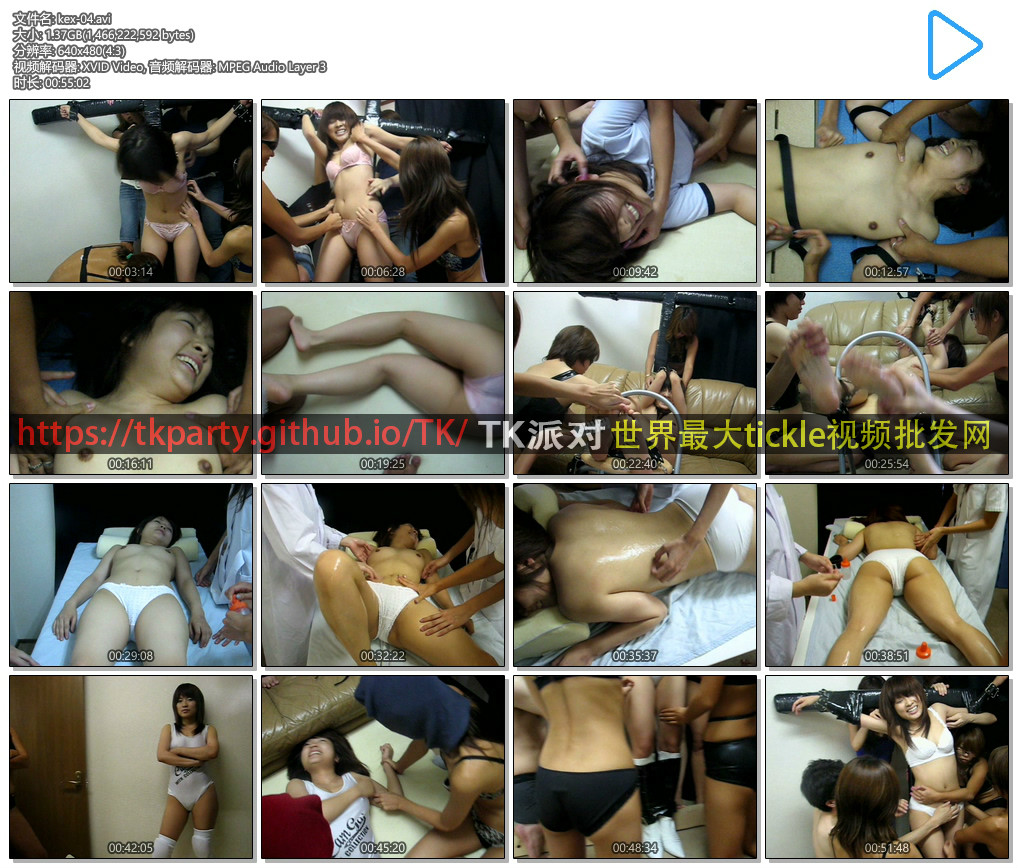 文件名: kex-04.avi
大小: 1.37GB(1,466,222,592 bytes)
分辨率: 640x480(4:3)
视频解码器: XVID Video, 音频解码器: MPEG Audio Layer 3
时长: 00:55:02
00:03:14
00:06:28
00:09:42
00:12:57
https://tkparty.github.io/TK/ TK派对 世界最大tickle视频批发网
00:16:11
00:19:25
00:22:40
00:25:54
00:29:08
00:32:22
00:35:37
00:38:51
00:42:05
00:45:20
00:48:34
00:51:48